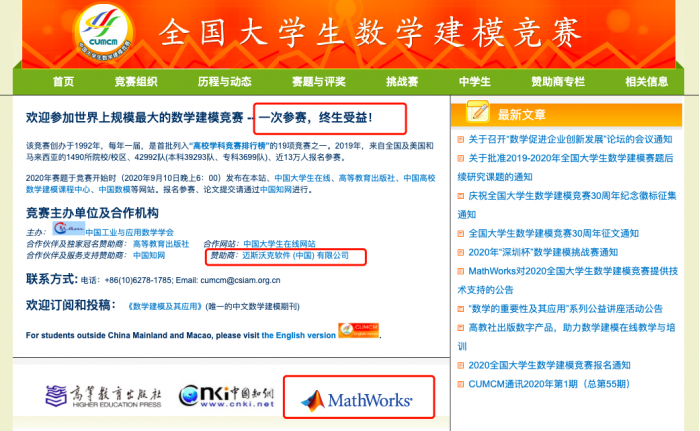 CUMCM
中国大学生数学建模竞赛
全国大学生数学建模竞赛
首页 竞赛组织 历程与动态 赛题与评奖 挑战赛 中学生 赞助商专栏 相关信息
欢迎参加世界上规模最大的数学建模竞赛 -- 一次参赛，终生受益！
该竞赛创办于1992年，每年一届，是首批列入“高校学科竞赛排行榜”的19项竞赛之一。2019年，来自全国及美国和
马来西亚的1490所院校/校区、42992队(本科39293队、专科3699队)、近13万人报名参赛。
2020年赛题于竞赛开始时（2020年9月10日晚上6：00）发布在本站、中国大学生在线、高等教育出版社、中国高校
数学建模课程中心、中国数模等网站。报名参赛、论文提交请通过中国知网进行。
竞赛主办单位及合作机构
主办： 中国工业与应用数学学会
合作伙伴及独家冠名赞助商： 高等教育出版社 合作网站：中国大学生在线网站
合作伙伴及服务支持赞助商： 中国知网 赞助商：迈斯沃克软件 (中国) 有限公司
联系方式: 电话：+86(10)6278-1785; Email: cumcm@csiam.org.cn
欢迎订阅和投稿： 《数学建模及其应用》(唯一的中文数学建模期刊)
For students outside China Mainland and Macao, please visit the English version CUMCM.
高等教育出版社
HIGHER EDUCATION PRESS
cnki 中国知网
www.cnki.net
MathWorks
最新文章
关于召开“数学促进企业创新发展”论坛的会议通知
关于批准2019-2020年全国大学生数学建模竞赛赛题后
续研究课题的通知
庆祝全国大学生数学建模竞赛30周年纪念徽标征集
通知
全国大学生数学建模竞赛30周年征文通知
2020年“深圳杯”数学建模挑战赛通知
MathWorks对2020全国大学生数学建模竞赛提供技
术支持的公告
“数学的重要性及其应用”系列公益讲座活动公告
高教社出版数字产品，助力数学建模在线教学与培
训
2020全国大学生数学建模竞赛报名通知
CUMCM通讯2020年第1期（总第55期）